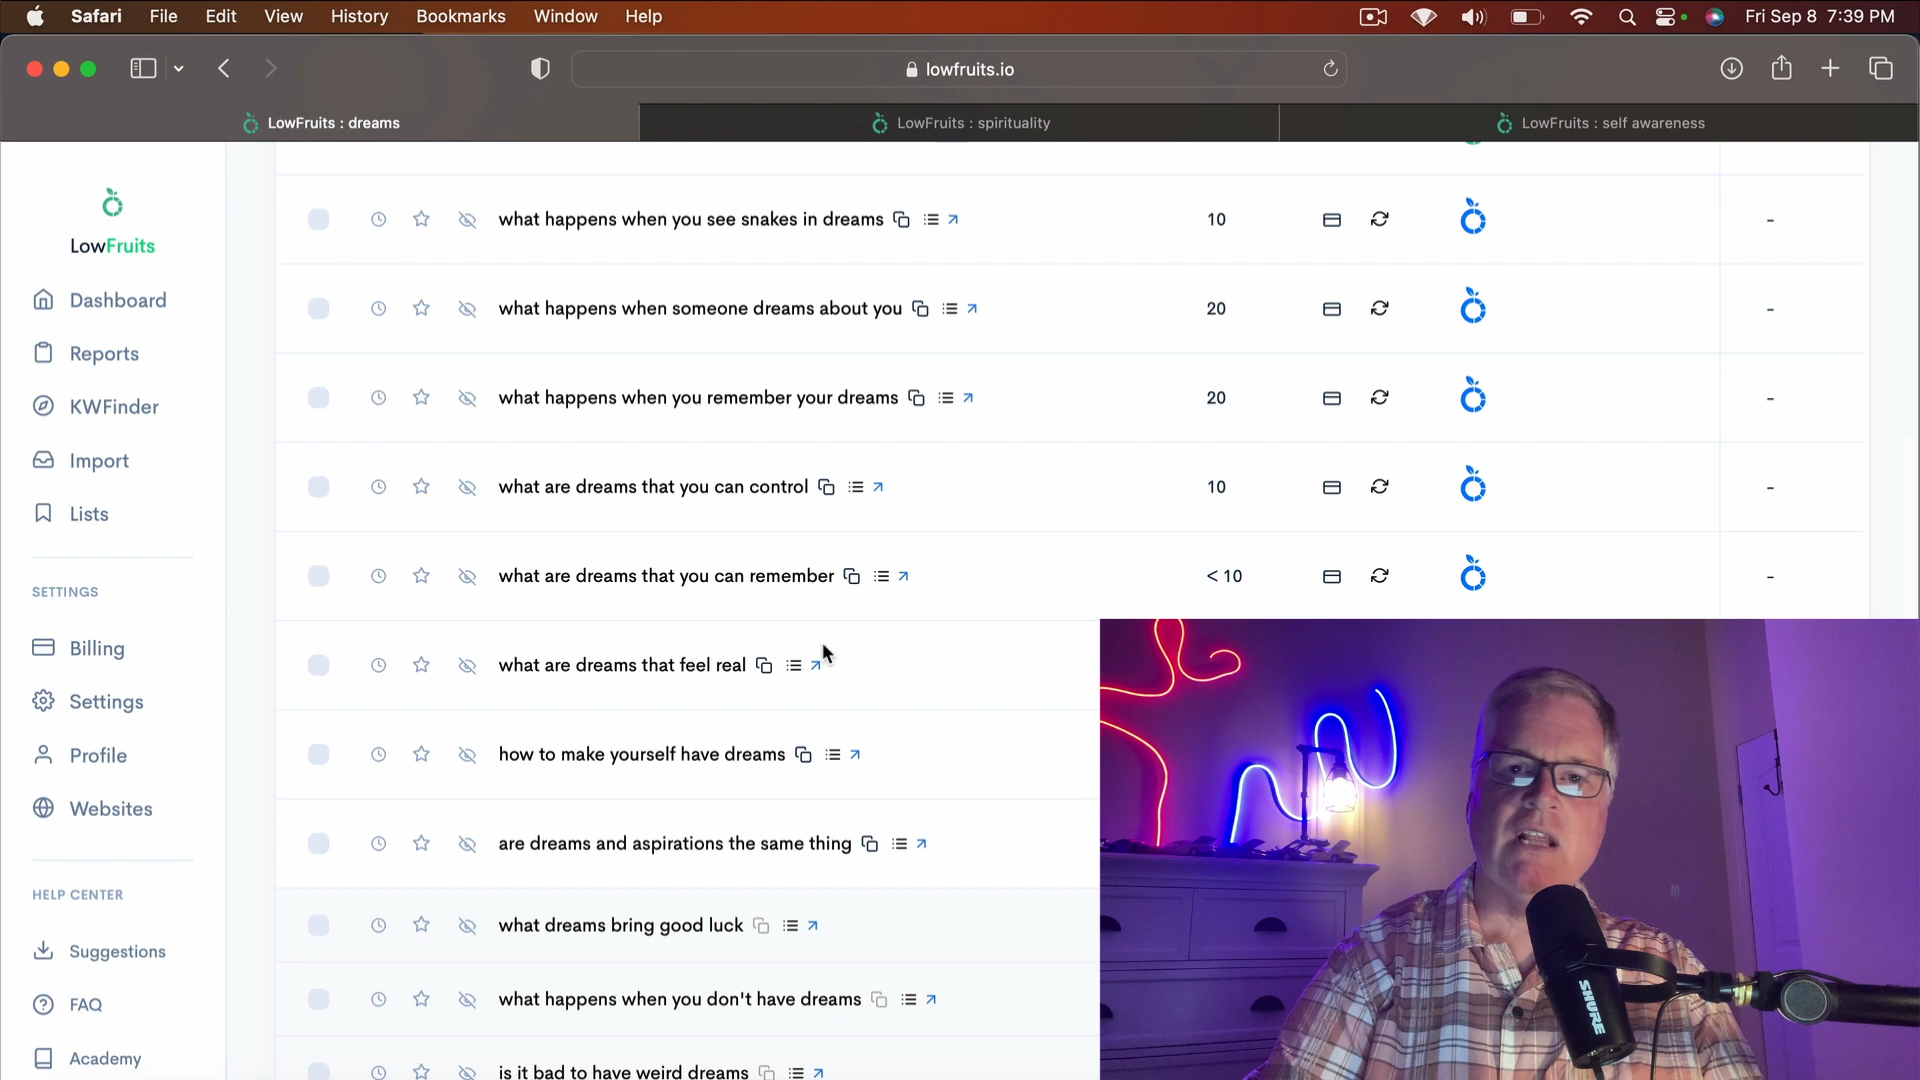 Safari File Edit View History Bookmarks Window Help Fri Sep 8 7:39 PM
lowfruits.io
LowFruits : dreams LowFruits : spirituality LowFruits : self awareness
LowFruits
Dashboard
Reports
KWFinder
Import
Lists
SETTINGS
Billing
Settings
Profile
Websites
HELP CENTER
Suggestions
FAQ
Academy
what happens when you see snakes in dreams 10 -
what happens when someone dreams about you 20 -
what happens when you remember your dreams 20 -
what are dreams that you can control 10 -
what are dreams that you can remember < 10 -
what are dreams that feel real
how to make yourself have dreams
are dreams and aspirations the same thing
what dreams bring good luck
what happens when you don't have dreams
is it bad to have weird dreams
SHURE